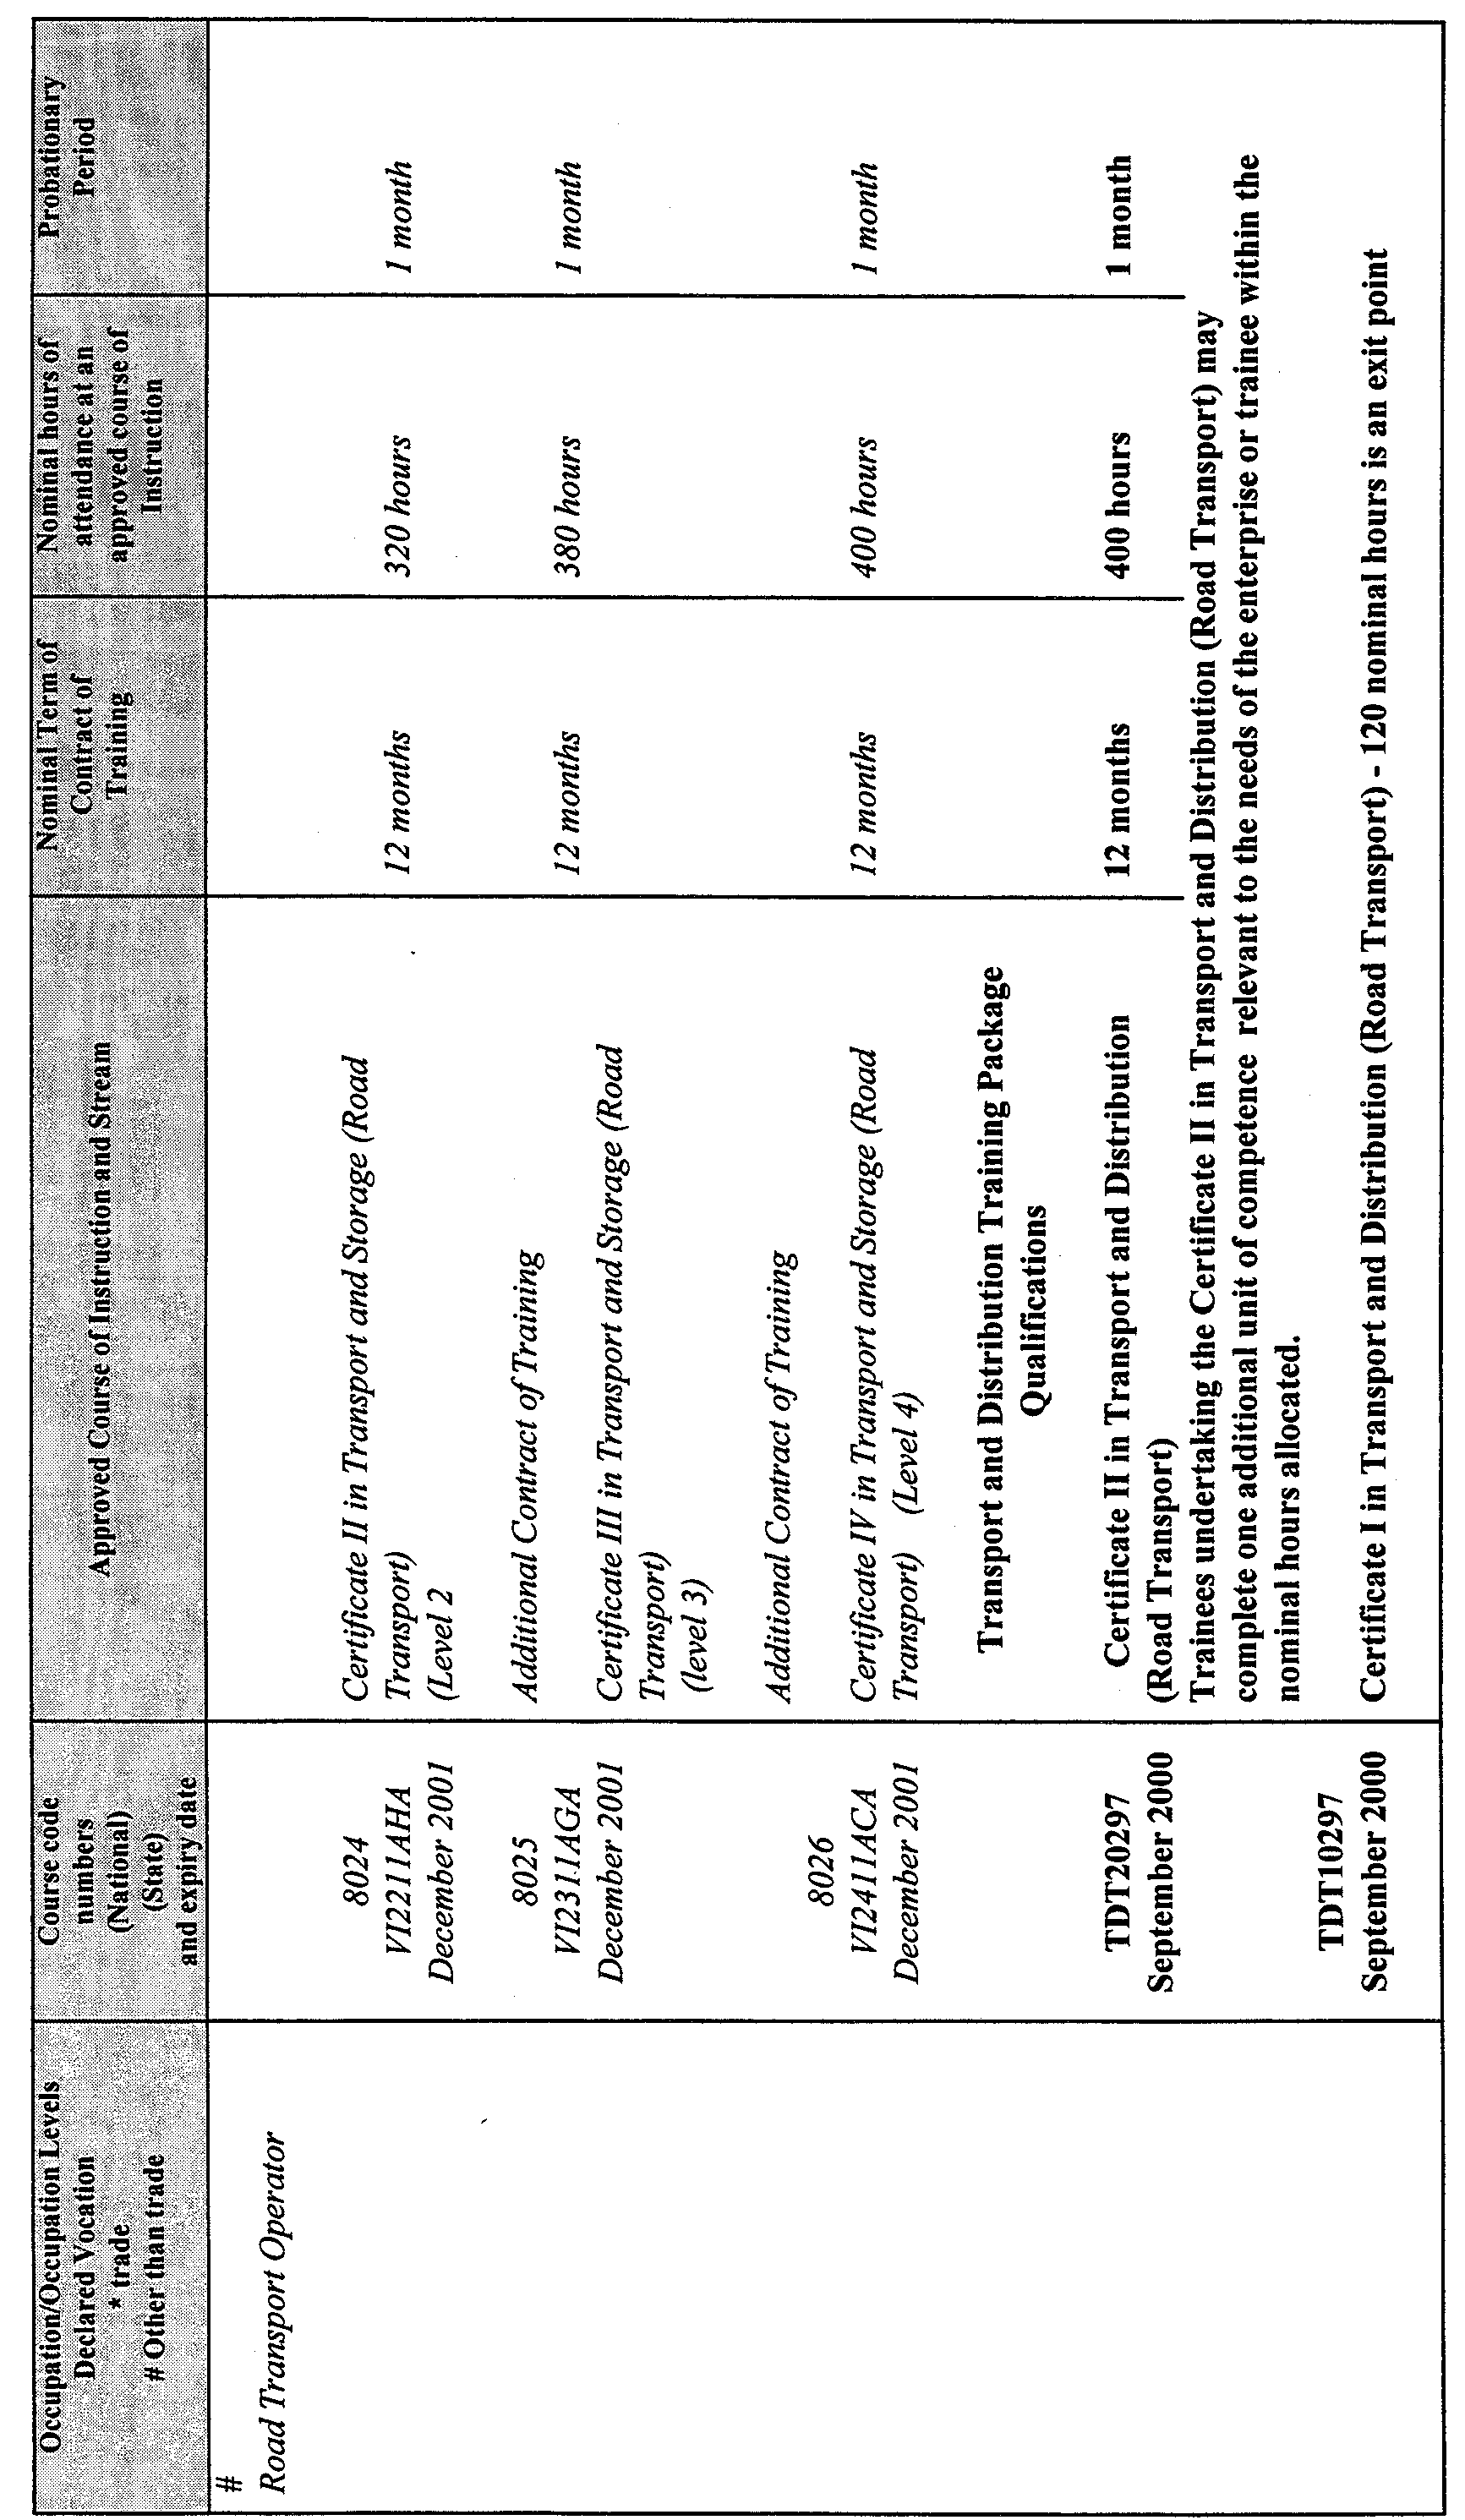 Occupation/Occupation Levels
Declared Vocation
* trade
# Other than trade
Course code
numbers
(National)
(State)
and expiry date
Approved Course of Instruction and Stream
Nominal Term of
Contract of
Training
Nominal hours of
attendance at an
approved course of
Instruction
Probationary
Period
#
Road Transport Operator
8024
VI2211AHA
December 2001
Certificate II in Transport and Storage (Road
Transport)
(Level 2
12 months
320 hours
1 month
8025
VI2311AGA
December 2001
Additional Contract of Training
Certificate III in Transport and Storage (Road
Transport)
(level 3)
12 months
380 hours
1 month
8026
VI2411ACA
December 2001
Additional Contract of Training
Certificate IV in Transport and Storage (Road
Transport) (Level 4)
12 months
400 hours
1 month
Transport and Distribution Training Package
Qualifications
TDT20297
September 2000
Certificate II in Transport and Distribution
(Road Transport)
12 months
400 hours
1 month
Trainees undertaking the Certificate II in Transport and Distribution (Road Transport) may
complete one additional unit of competence relevant to the needs of the enterprise or trainee within the
nominal hours allocated.
TDT10297
September 2000
Certificate I in Transport and Distribution (Road Transport) - 120 nominal hours is an exit point